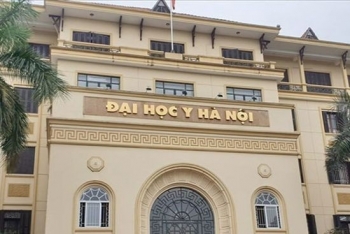 ĐẠI HỌC Y HÀ NỘI